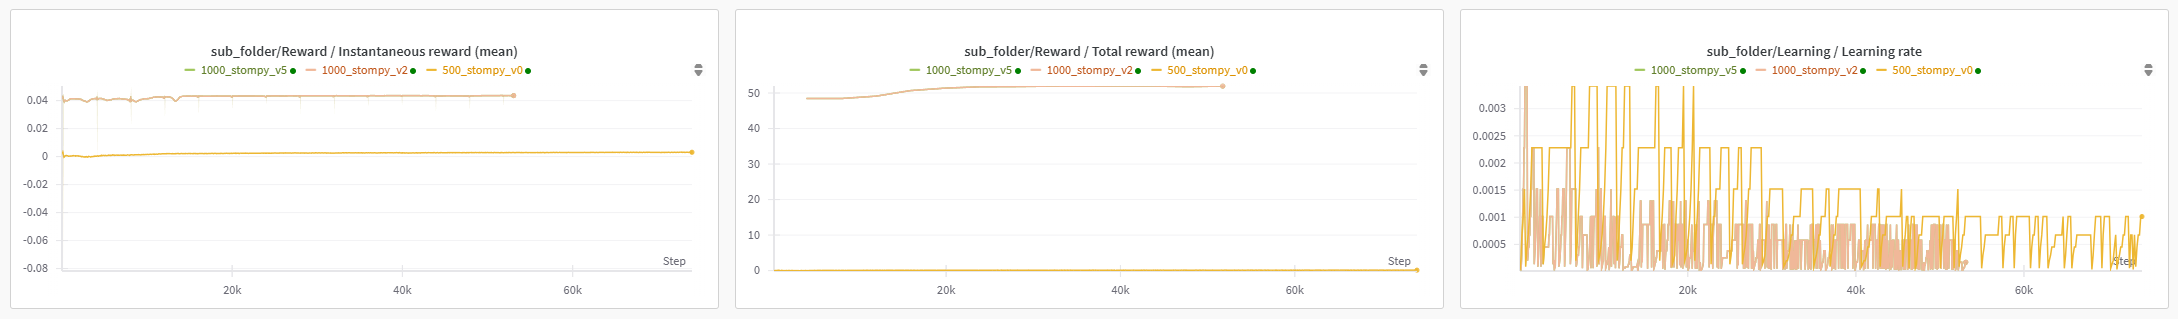 sub_folder/Reward / Instantaneous reward (mean)
1000_stompy_v5 1000_stompy_v2 500_stompy_v0
0.04
0.02
0
-0.02
-0.04
-0.06
-0.08
Step
20k 40k 60k
sub_folder/Reward / Total reward (mean)
1000_stompy_v5 1000_stompy_v2 500_stompy_v0
50
40
30
20
10
0
Step
20k 40k 60k
sub_folder/Learning / Learning rate
1000_stompy_v5 1000_stompy_v2 500_stompy_v0
0.003
0.0025
0.002
0.0015
0.001
0.0005
Step
20k 40k 60k